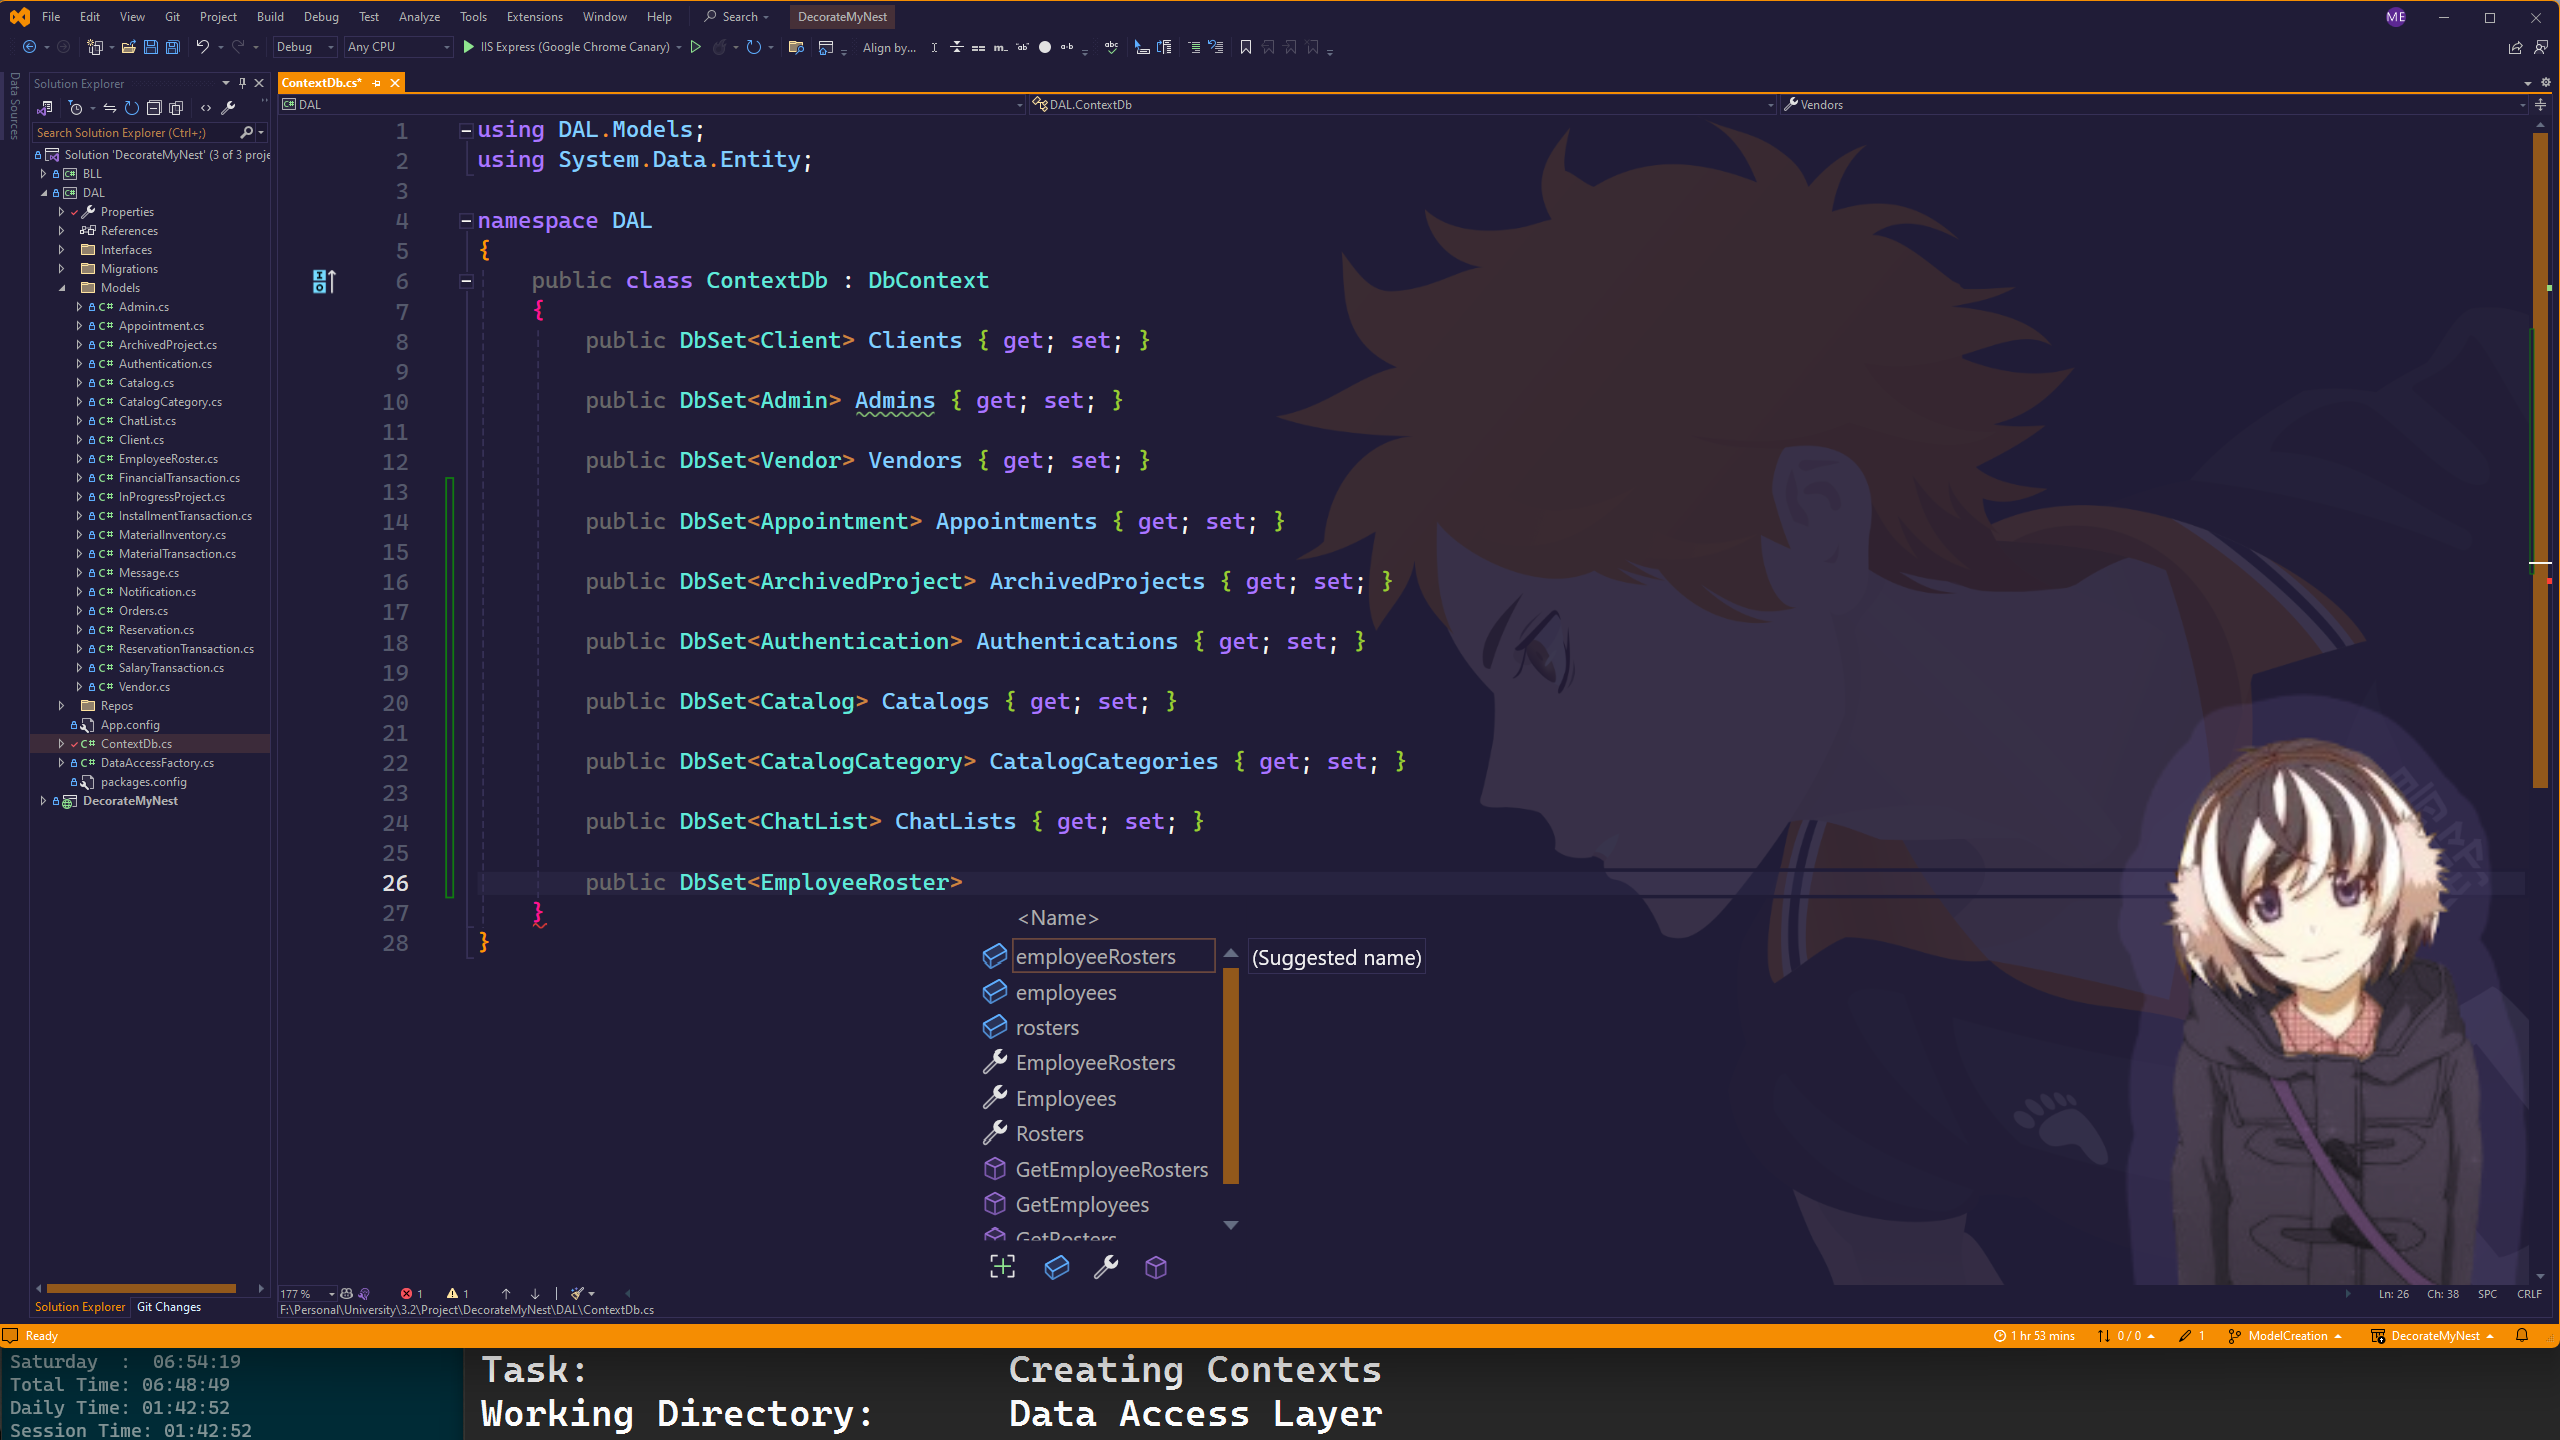 File Edit View Git Project Build Debug Test Analyze Tools Extensions Window Help Search DecorateMyNest ME
Debug Any CPU IIS Express (Google Chrome Canary) Align by...
Data Sources
Solution Explorer
Search Solution Explorer (Ctrl+;)
Solution 'DecorateMyNest' (3 of 3 proje
BLL
DAL
Properties
References
Interfaces
Migrations
Models
C# Admin.cs
C# Appointment.cs
C# ArchivedProject.cs
C# Authentication.cs
C# Catalog.cs
C# CatalogCategory.cs
C# ChatList.cs
C# Client.cs
C# EmployeeRoster.cs
C# FinancialTransaction.cs
C# InProgressProject.cs
C# InstallmentTransaction.cs
C# MaterialInventory.cs
C# MaterialTransaction.cs
C# Message.cs
C# Notification.cs
C# Orders.cs
C# Reservation.cs
C# ReservationTransaction.cs
C# SalaryTransaction.cs
C# Vendor.cs
Repos
App.config
C# ContextDb.cs
C# DataAccessFactory.cs
packages.config
DecorateMyNest
Solution Explorer Git Changes
ContextDb.cs*
DAL DAL.ContextDb Vendors
1 using DAL.Models;
2 using System.Data.Entity;
3
4 namespace DAL
5 {
6 public class ContextDb : DbContext
7 {
8 public DbSet<Client> Clients { get; set; }
9
10 public DbSet<Admin> Admins { get; set; }
11
12 public DbSet<Vendor> Vendors { get; set; }
13
14 public DbSet<Appointment> Appointments { get; set; }
15
16 public DbSet<ArchivedProject> ArchivedProjects { get; set; }
17
18 public DbSet<Authentication> Authentications { get; set; }
19
20 public DbSet<Catalog> Catalogs { get; set; }
21
22 public DbSet<CatalogCategory> CatalogCategories { get; set; }
23
24 public DbSet<ChatList> ChatLists { get; set; }
25
26 public DbSet<EmployeeRoster>
27 }
28 }
<Name>
employeeRosters (Suggested name)
employees
rosters
EmployeeRosters
Employees
Rosters
GetEmployeeRosters
GetEmployees
GetRosters
177 % 1 1 Ln: 26 Ch: 38 SPC CRLF
F:\Personal\University\3.2\Project\DecorateMyNest\DAL\ContextDb.cs
Ready 1 hr 53 mins 0 / 0 1 ModelCreation DecorateMyNest
Saturday : 06:54:19
Total Time: 06:48:49
Daily Time: 01:42:52
Session Time: 01:42:52
Task: Creating Contexts
Working Directory: Data Access Layer